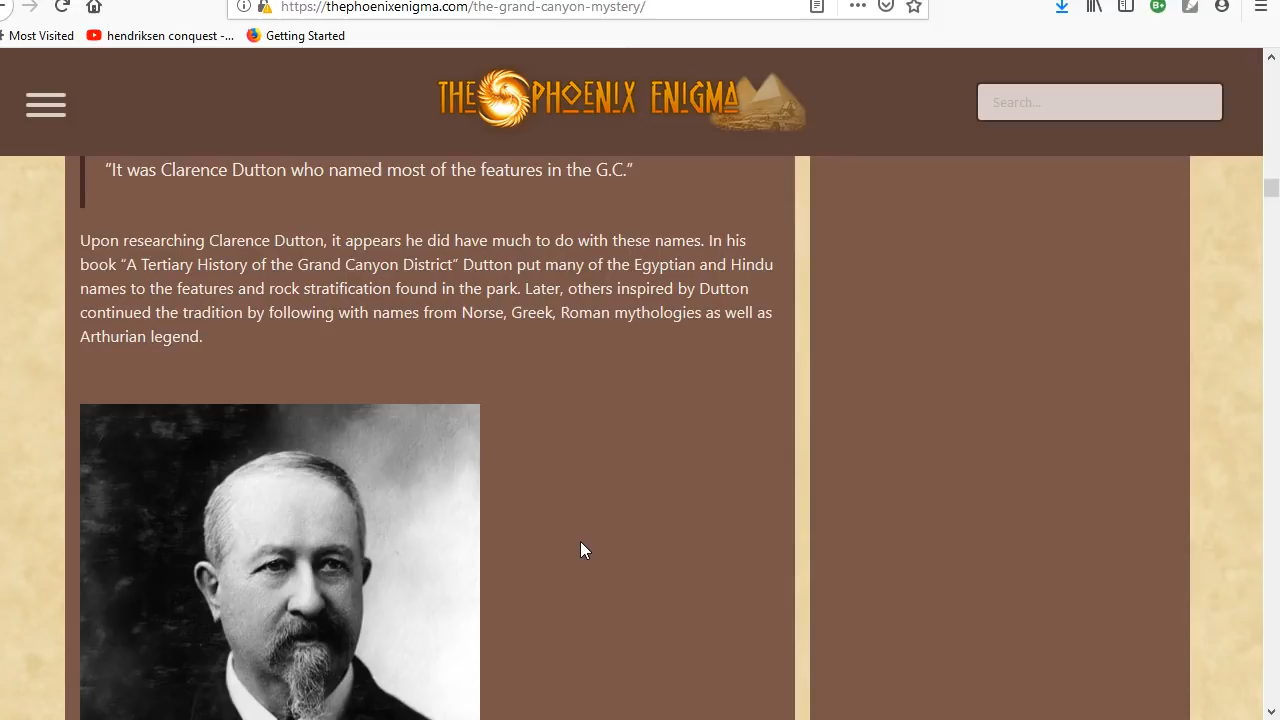 https://thephoenixenigma.com/the-grand-canyon-mystery/
Most Visited
hendriksen conquest -...
Getting Started
THE PHOENIX ENIGMA
Search...
“It was Clarence Dutton who named most of the features in the G.C.”
Upon researching Clarence Dutton, it appears he did have much to do with these names. In his
book “A Tertiary History of the Grand Canyon District” Dutton put many of the Egyptian and Hindu
names to the features and rock stratification found in the park. Later, others inspired by Dutton
continued the tradition by following with names from Norse, Greek, Roman mythologies as well as
Arthurian legend.